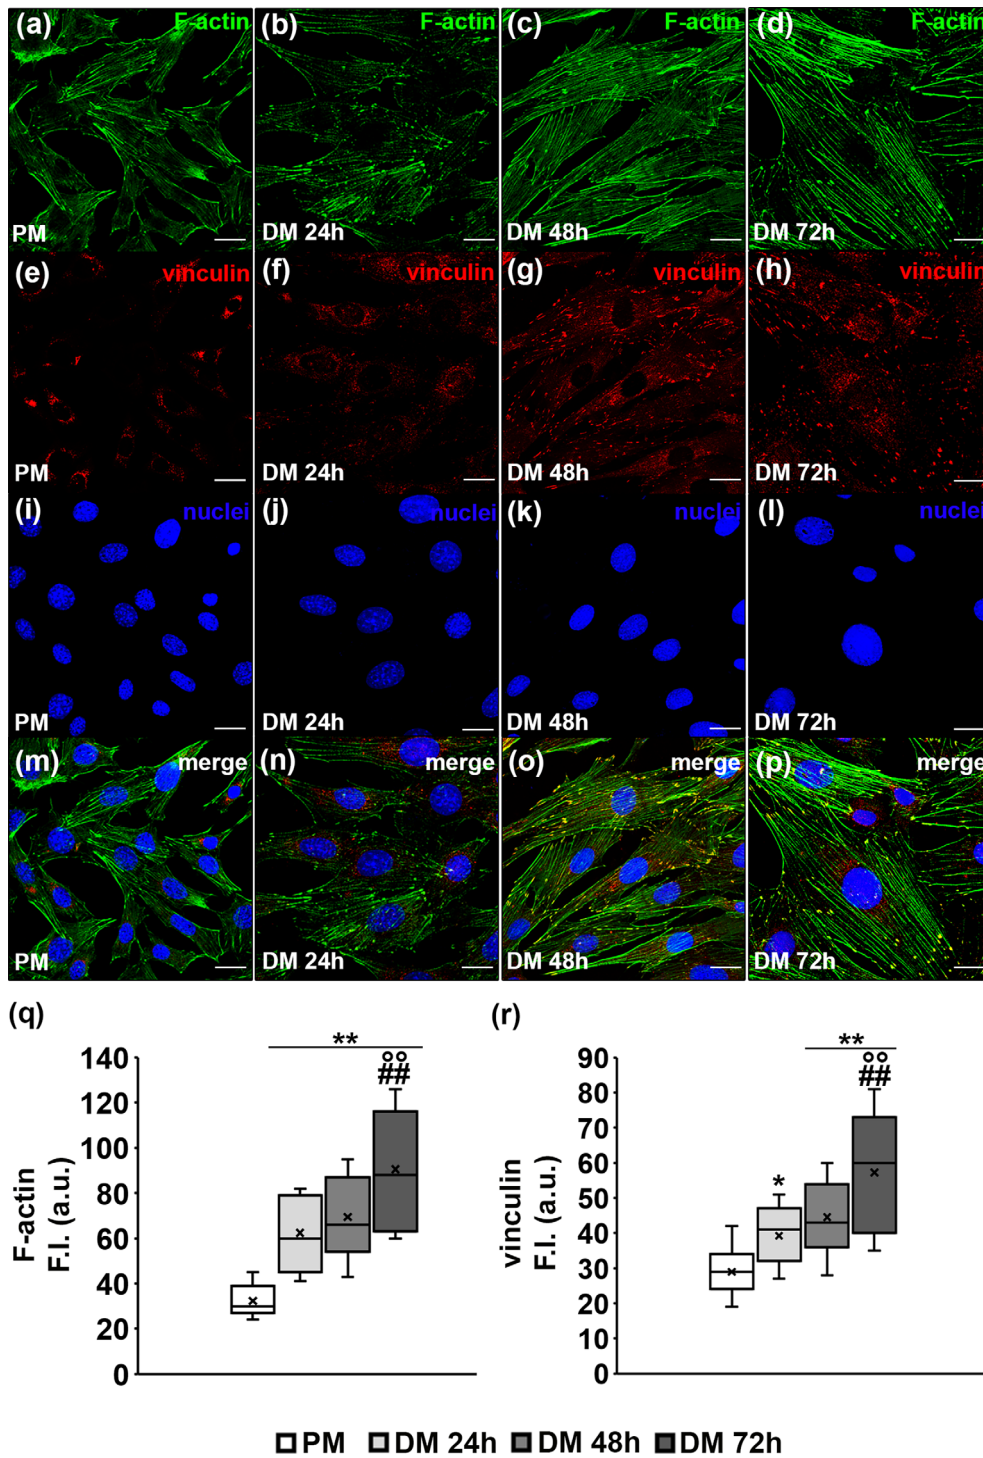 (a) F-actin (b) F-actin (c) F-actin (d) F-actin
PM DM 24h DM 48h DM 72h
(e) vinculin (f) vinculin (g) vinculin (h) vinculin
PM DM 24h DM 48h DM 72h
(i) nuclei (j) nuclei (k) nuclei (l) nuclei
PM DM 24h DM 48h DM 72h
(m) merge (n) merge (o) merge (p) merge
PM DM 24h DM 48h DM 72h
(q)
**
°°
##
140
120
100
80
60
40
20
0
F-actin
F.I. (a.u.)
(r)
**
°°
##
*
90
80
70
60
50
40
30
20
10
0
vinculin
F.I. (a.u.)
PM DM 24h DM 48h DM 72h